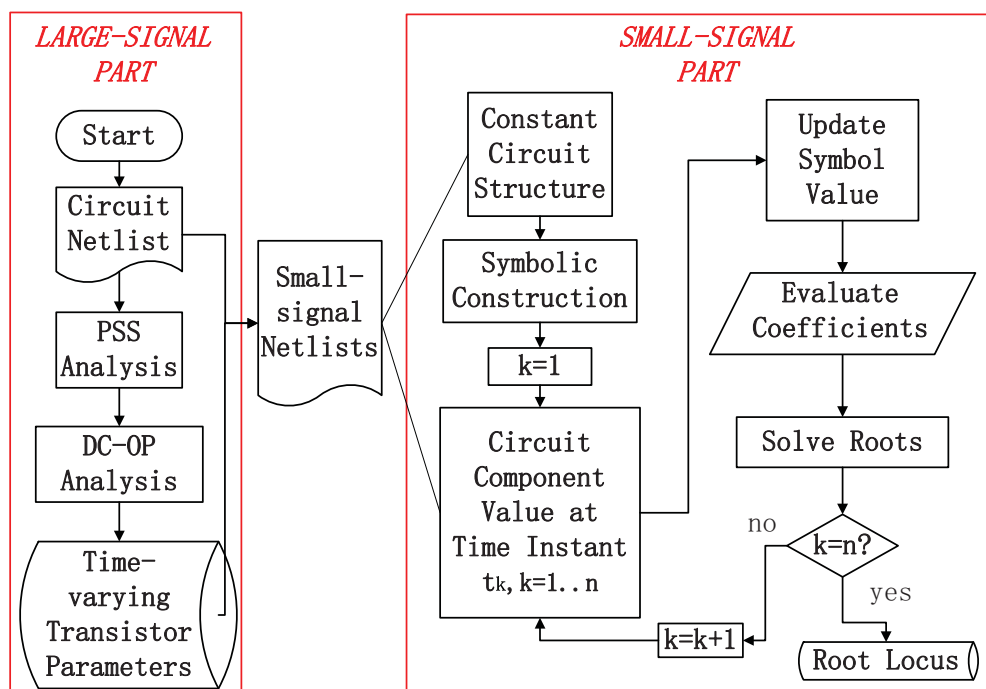 LARGE-SIGNAL
PART
Start
Circuit
Netlist
PSS
Analysis
DC-OP
Analysis
Time-
varying
Transistor
Parameters
Small-
signal
Netlists
SMALL-SIGNAL
PART
Constant
Circuit
Structure
Symbolic
Construction
k=1
Circuit
Component
Value at
Time Instant
tk,k=1..n
Update
Symbol
Value
Evaluate
Coefficients
Solve Roots
k=n?
no
yes
k=k+1
Root Locus